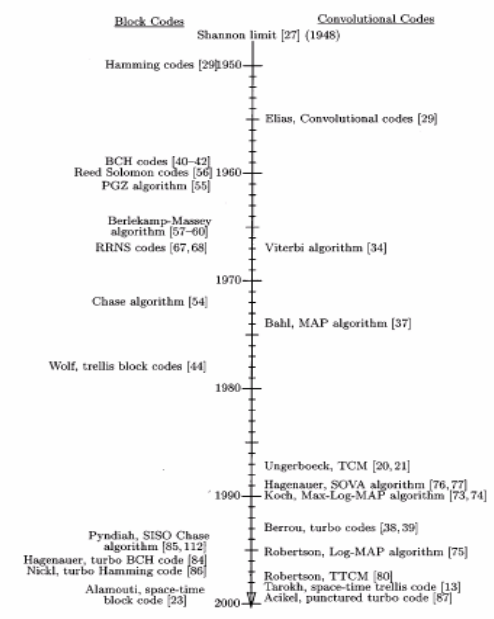 Block Codes
Convolutional Codes
Shannon limit [27] (1948)
Hamming codes [29]
1950
Elias, Convolutional codes [29]
BCH codes [40–42]
Reed Solomon codes [56]
1960
PGZ algorithm [55]
Berlekamp-Massey
algorithm [57–60]
RRNS codes [67,68]
Viterbi algorithm [34]
1970
Chase algorithm [54]
Bahl, MAP algorithm [37]
Wolf, trellis block codes [44]
1980
Ungerboeck, TCM [20,21]
Hagenauer, SOVA algorithm [76,77]
1990
Koch, Max-Log-MAP algorithm [73,74]
Berrou, turbo codes [38,39]
Pyndiah, SISO Chase
algorithm [85,112]
Robertson, Log-MAP algorithm [75]
Hagenauer, turbo BCH code [84]
Nickl, turbo Hamming code [86]
Robertson, TTCM [80]
Tarokh, space-time trellis code [13]
Alamouti, space-time
block code [23]
Acikel, punctured turbo code [87]
2000